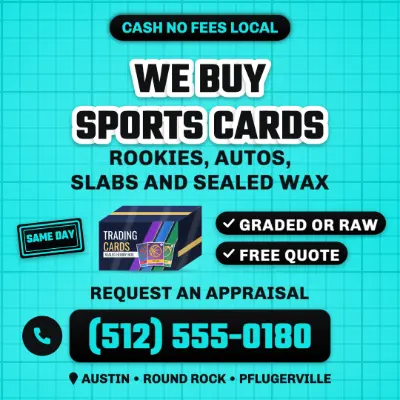 CASH NO FEES LOCAL
WE BUY
SPORTS CARDS
ROOKIES, AUTOS,
SLABS AND SEALED WAX
SAME DAY
TRADING
CARDS
✓ GRADED OR RAW
✓ FREE QUOTE
REQUEST AN APPRAISAL
(512) 555-0180
AUSTIN • ROUND ROCK • PFLUGERVILLE